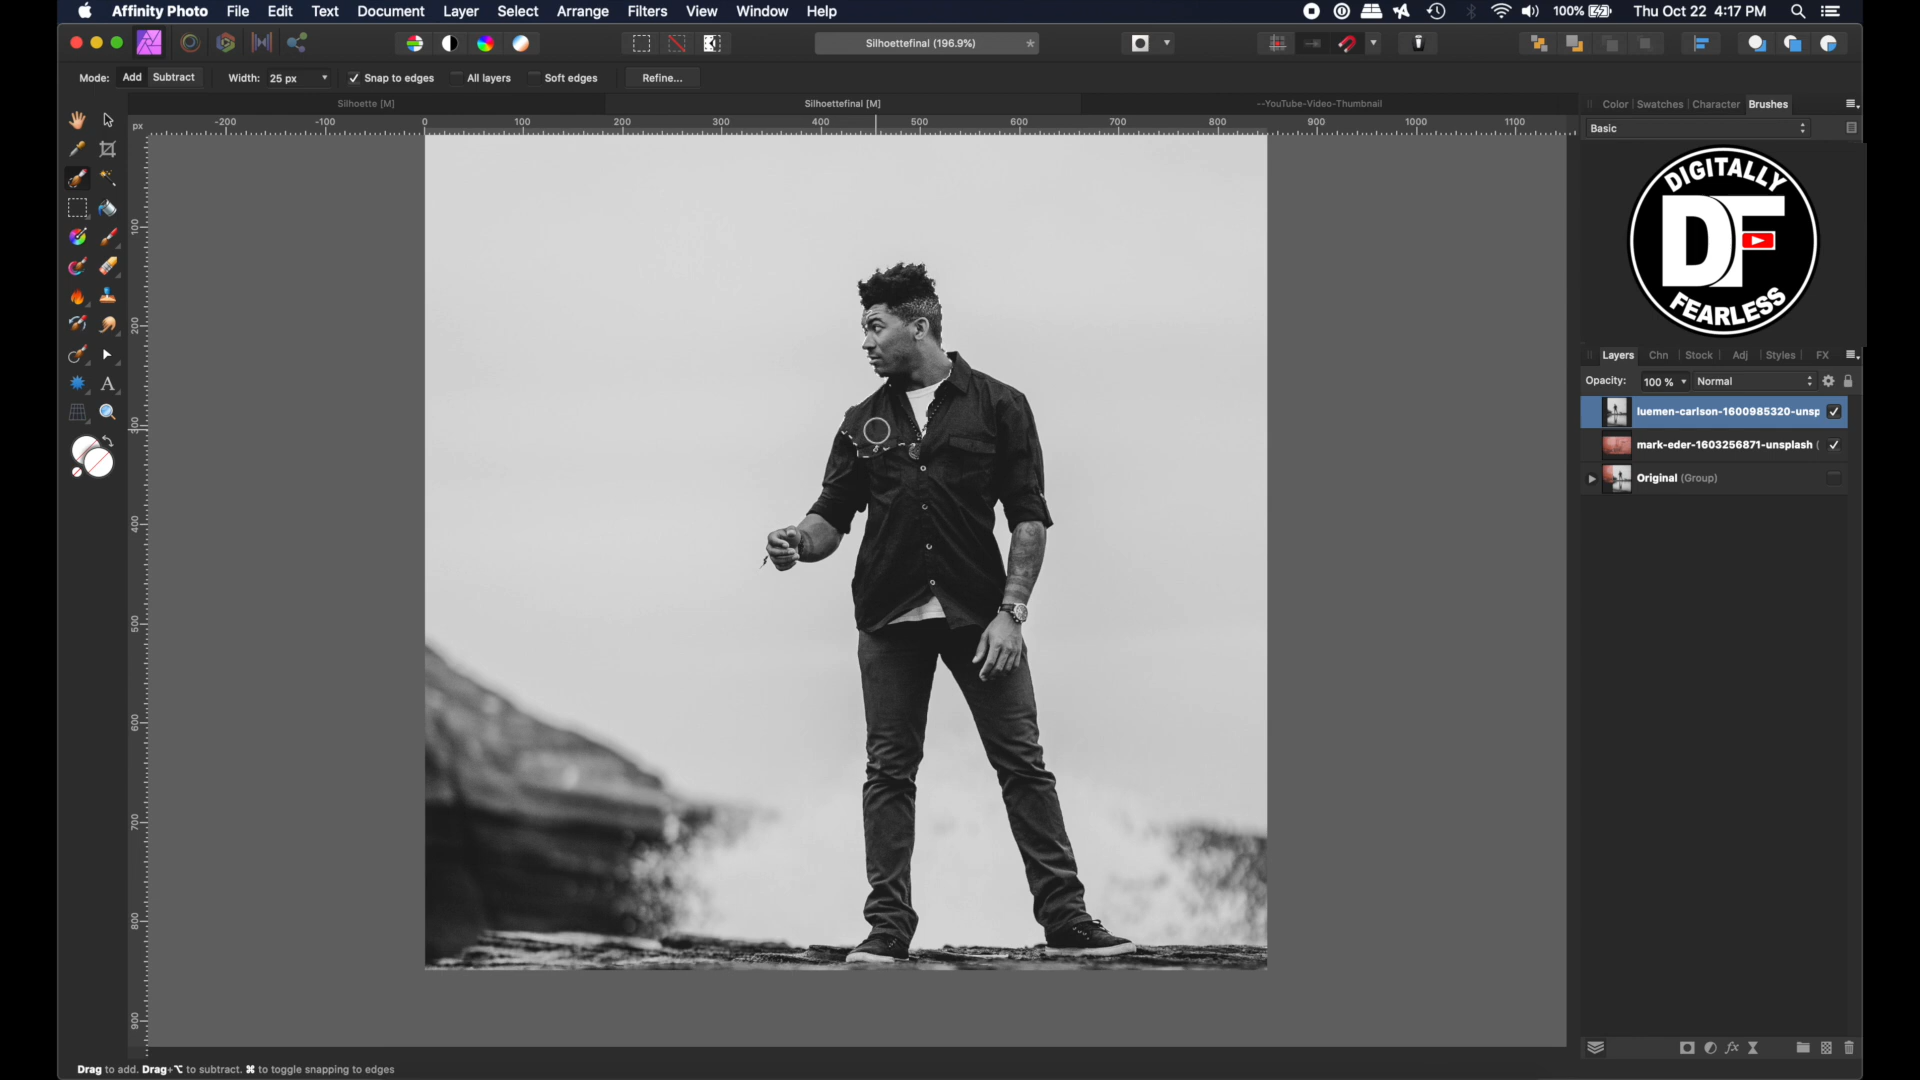 Affinity Photo File Edit Text Document Layer Select Arrange Filters View Window Help 100% Thu Oct 22 4:17 PM
Silhoettefinal (196.9%) *
Mode: Add Subtract Width: 25 px Snap to edges All layers Soft edges Refine...
Silhoette [M] Silhoettefinal [M] --YouTube-Video-Thumbnail
Color Swatches Character Brushes
px -200 -100 0 100 200 300 400 500 600 700 800 900 1000 1100
Basic
DIGITALLY
DF
FEARLESS
100
200
300
400
500
600
700
800
900
Layers Chn Stock Adj Styles FX
Opacity: 100 % Normal
luemen-carlson-1600985320-unsp
mark-eder-1603256871-unsplash (
Original (Group)
A
fx
Drag to add. Drag+⌥ to subtract. ⌘ to toggle snapping to edges